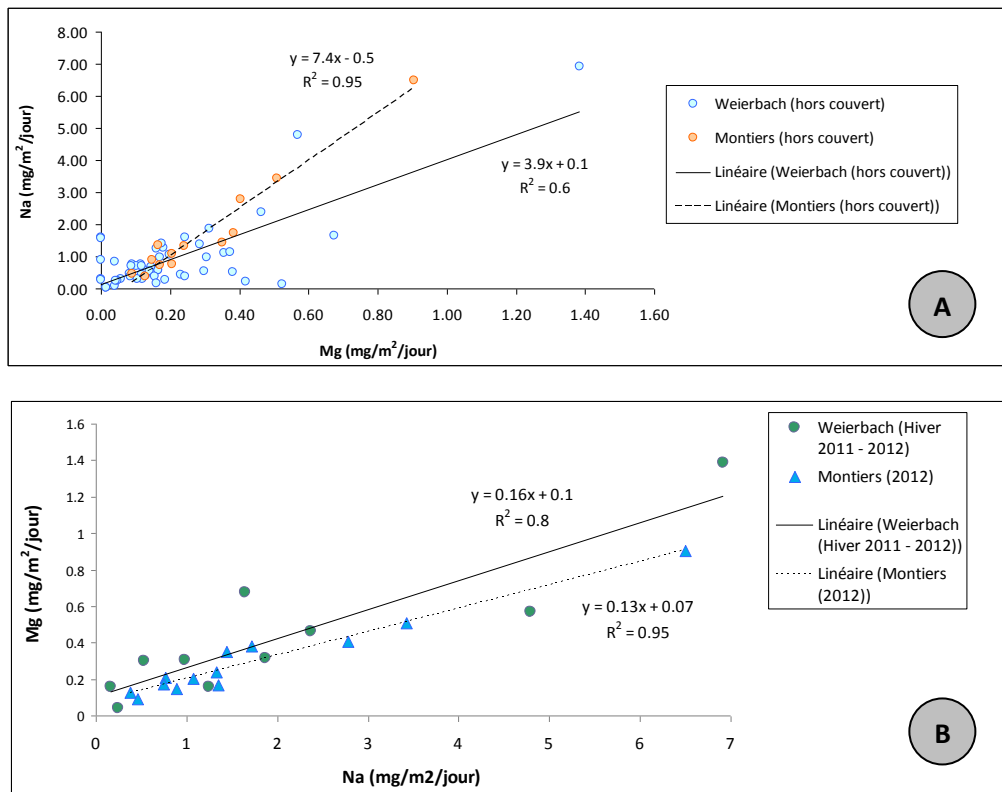 8.00
7.00
6.00
5.00
4.00
3.00
2.00
1.00
0.00
Na (mg/m²/jour)
0.00 0.20 0.40 0.60 0.80 1.00 1.20 1.40 1.60
Mg (mg/m²/jour)
y = 7.4x - 0.5
R² = 0.95
y = 3.9x + 0.1
R² = 0.6
Weierbach (hors couvert)
Montiers (hors couvert)
Linéaire (Weierbach (hors couvert))
Linéaire (Montiers (hors couvert))
A
1.6
1.4
1.2
1
0.8
0.6
0.4
0.2
0
Mg (mg/m²/jour)
0 1 2 3 4 5 6 7
Na (mg/m2/jour)
y = 0.16x + 0.1
R² = 0.8
y = 0.13x + 0.07
R² = 0.95
Weierbach (Hiver
2011 - 2012)
Montiers (2012)
Linéaire (Weierbach
(Hiver 2011 - 2012))
Linéaire (Montiers
(2012))
B